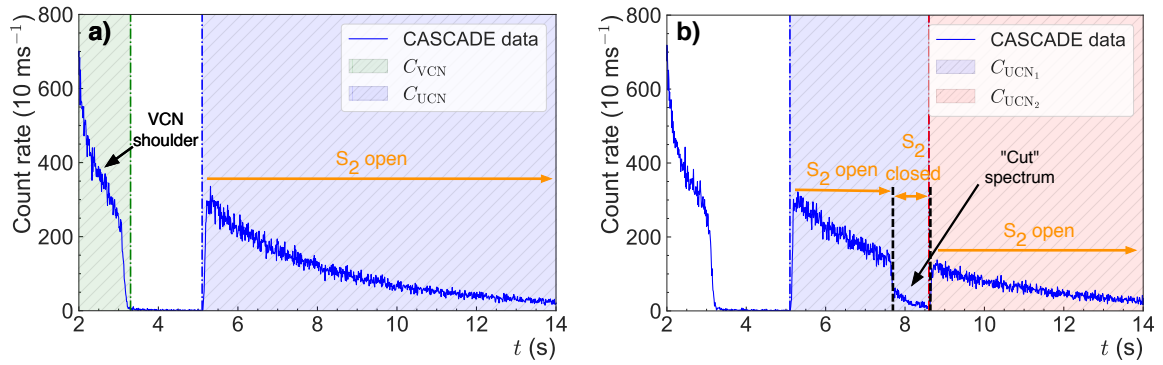 a)
Count rate (10 ms⁻¹)
800
600
400
200
0
2
4
6
8
10
12
14
t (s)
CASCADE data
C_VCN
C_UCN
VCN
shoulder
S₂ open
b)
Count rate (10 ms⁻¹)
800
600
400
200
0
2
4
6
8
10
12
14
t (s)
CASCADE data
C_UCN₁
C_UCN₂
S₂ open
S₂
closed
"Cut"
spectrum
S₂ open